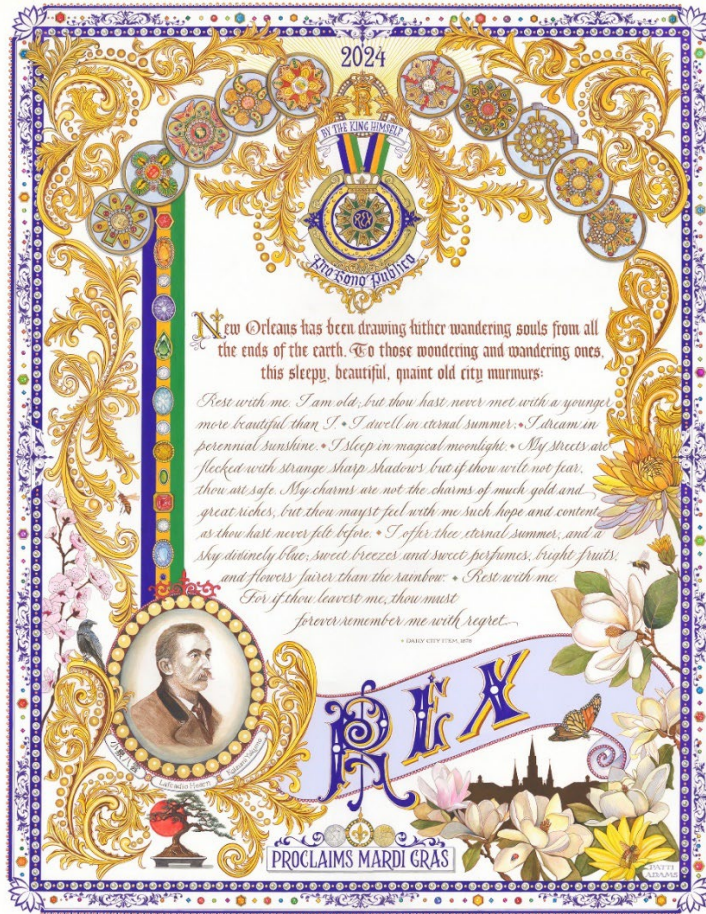 2024
BY THE KING HIMSELF
Pro Bono Publico
New Orleans has been drawing hither wandering souls from all
the ends of the earth. To those wondering and wandering ones,
this sleepy, beautiful, quaint old city murmurs:
Rest with me. I am old, but thou hast never met with a younger
more beautiful than I • I dwell in eternal summer. • I dream in
perennial sunshine. • I sleep in magical moonlight. • My streets are
flecked with strange sharp shadows but if thou wilt not fear,
thou art safe. My charms are not the charms of much gold and
great riches, but thou mayst feel with me such hope and content
as thou hast never felt before. • I offer thee eternal summer, and a
sky divinely blue; sweet breezes and sweet perfumes, bright fruits,
and flowers fairer than the rainbow. • Rest with me.
For if thou leavest me, thou must
forever remember me with regret.
• DAILY CITY ITEM,
小泉八雲 Lafcadio Hearn Koizumi Yakumo
REX
PROCLAIMS MARDI GRAS
PATTI
ADAMS